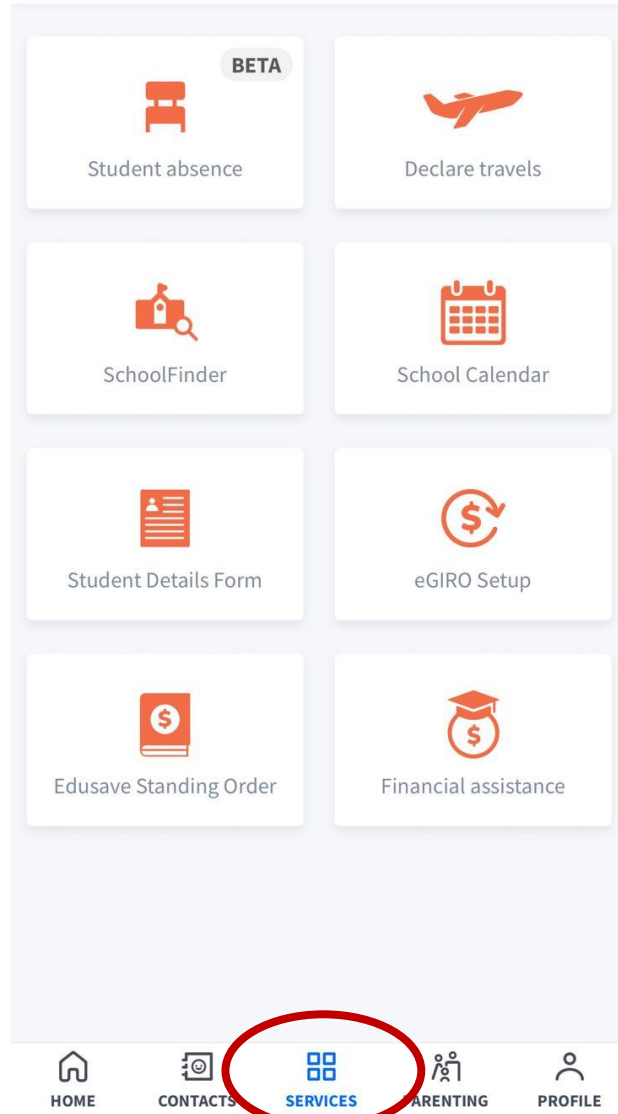 BETA
Student absence
Declare travels
SchoolFinder
School Calendar
Student Details Form
$
eGIRO Setup
$
$
Edusave Standing Order
Financial assistance
HOME
CONTACTS
SERVICES
PARENTING
PROFILE